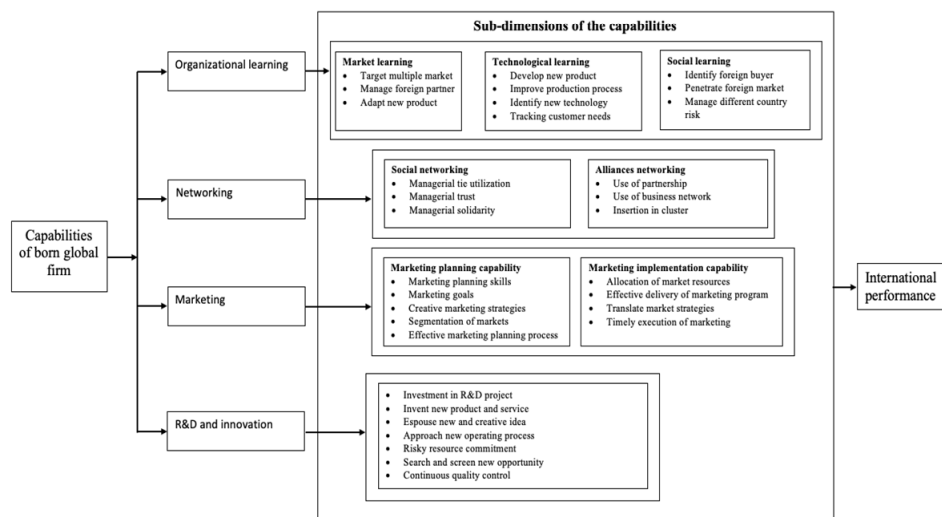 Sub-dimensions of the capabilities
Organizational learning
Market learning
• Target multiple market
• Manage foreign partner
• Adapt new product
Technological learning
• Develop new product
• Improve production process
• Identify new technology
• Tracking customer needs
Social learning
• Identify foreign buyer
• Penetrate foreign market
• Manage different country
risk
Networking
Social networking
• Managerial tie utilization
• Managerial trust
• Managerial solidarity
Alliances networking
• Use of partnership
• Use of business network
• Insertion in cluster
Capabilities
of born global
firm
Marketing
Marketing planning capability
• Marketing planning skills
• Marketing goals
• Creative marketing strategies
• Segmentation of markets
• Effective marketing planning process
Marketing implementation capability
• Allocation of market resources
• Effective delivery of marketing program
• Translate market strategies
• Timely execution of marketing
International
performance
R&D and innovation
• Investment in R&D project
• Invent new product and service
• Espouse new and creative idea
• Approach new operating process
• Risky resource commitment
• Search and screen new opportunity
• Continuous quality control